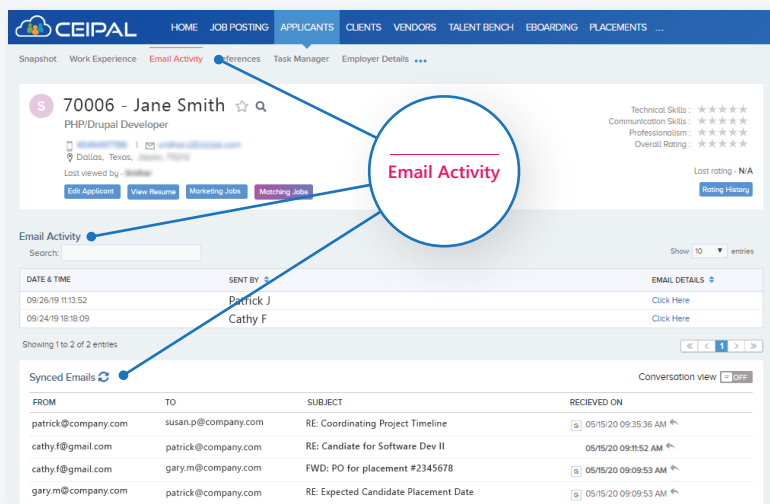 CEIPAL HOME JOB POSTING APPLICANTS CLIENTS VENDORS TALENT BENCH EBOARDING PLACEMENTS ...
Snapshot Work Experience Email Activity Task Manager Employer Details ...
S 70006 - Jane Smith
PHP/Drupal Developer
Dallas, Texas,
Last viewed by -
Edit Applicant View Resume Marketing Jobs Matching Jobs
Technical Skills :
Communication Skills :
Professionalism :
Overall Rating :
Last rating - N/A
Rating History
Email Activity
Email Activity
Search:
Show 10 entries
DATE & TIME SENT BY EMAIL DETAILS
09/26/19 11:13:52 Patrick J Click Here
09/24/19 18:18:09 Cathy F Click Here
Showing 1 to 2 of 2 entries
« < 1 > »
Synced Emails
Conversation view OFF
FROM TO SUBJECT RECIEVED ON
patrick@company.com susan.p@company.com RE: Coordinating Project Timeline G 05/15/20 09:35:36 AM
cathy.f@gmail.com patrick@company.com RE: Candiate for Software Dev II 05/15/20 09:11:52 AM
cathy.f@gmail.com gary.m@company.com FWD: PO for placement #2345678 G 05/15/20 09:09:53 AM
gary.m@company.com patrick@company.com RE: Expected Candidate Placement Date G 05/15/20 09:09:53 AM